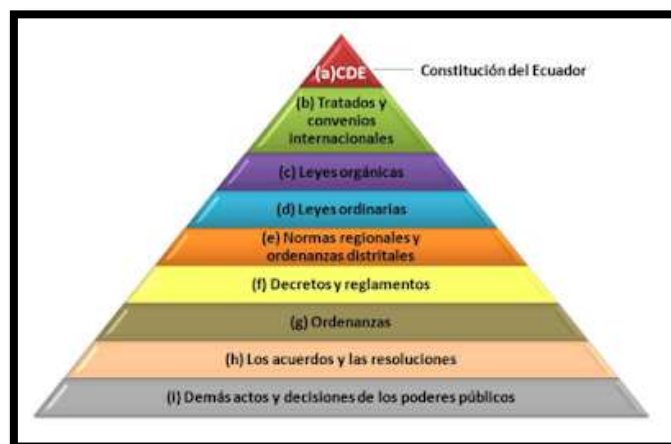 (a)CDE
Constitución del Ecuador
(b) Tratados y
convenios
internacionales
(c) Leyes orgánicas
(d) Leyes ordinarias
(e) Normas regionales y
ordenanzas distritales
(f) Decretos y reglamentos
(g) Ordenanzas
(h) Los acuerdos y las resoluciones
(i) Demás actos y decisiones de los poderes públicos